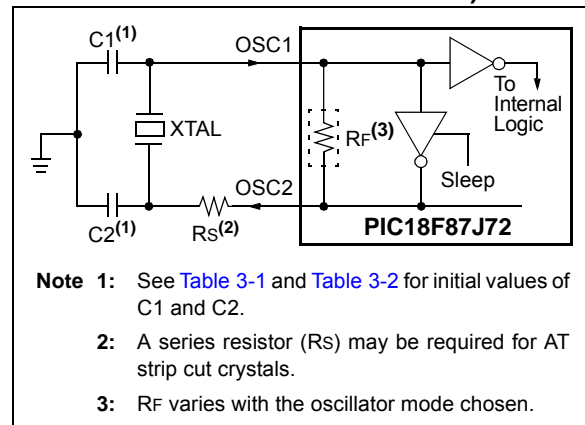 C1(1)
OSC1
To
Internal
Logic
XTAL
RF(3)
Sleep
OSC2
C2(1)
RS(2)
PIC18F87J72
Note 1: See Table 3-1 and Table 3-2 for initial values of
C1 and C2.
2: A series resistor (RS) may be required for AT
strip cut crystals.
3: RF varies with the oscillator mode chosen.